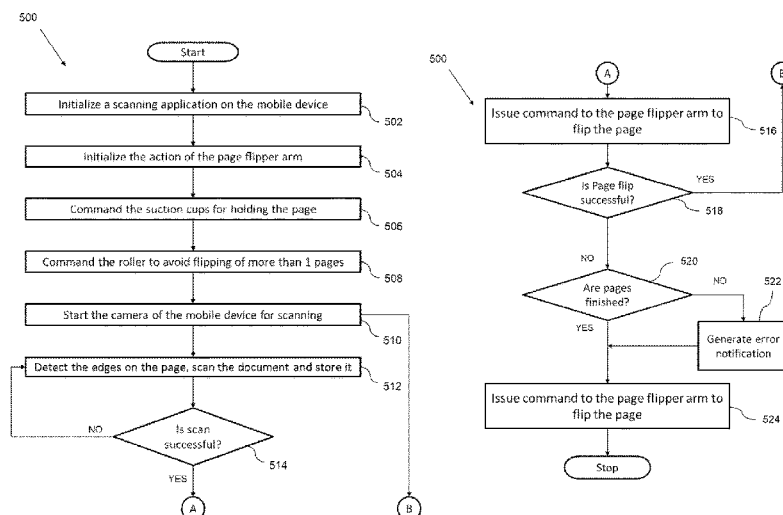 500
Start
Initialize a scanning application on the mobile device
502
Initialize the action of the page flipper arm
504
Command the suction cups for holding the page
506
Command the roller to avoid flipping of more than 1 pages
508
Start the camera of the mobile device for scanning
510
Detect the edges on the page, scan the document and store it
512
NO
Is scan
successful?
514
YES
A
B
500
A
Issue command to the page flipper arm to
flip the page
516
Is Page flip
successful?
YES
518
NO
520
Are pages
finished?
NO
522
YES
Generate error
notification
Issue command to the page flipper arm to
flip the page
524
Stop